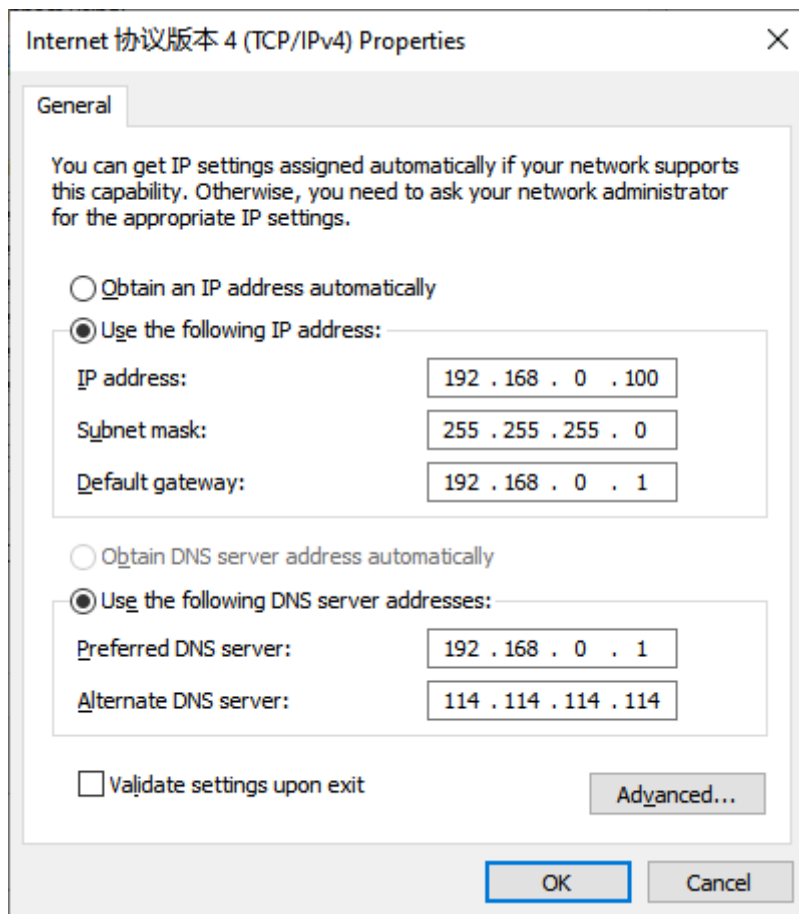 Internet 协议版本 4 (TCP/IPv4) Properties
General
You can get IP settings assigned automatically if your network supports
this capability. Otherwise, you need to ask your network administrator
for the appropriate IP settings.
Obtain an IP address automatically
Use the following IP address:
IP address: 192 . 168 . 0 . 100
Subnet mask: 255 . 255 . 255 . 0
Default gateway: 192 . 168 . 0 . 1
Obtain DNS server address automatically
Use the following DNS server addresses:
Preferred DNS server: 192 . 168 . 0 . 1
Alternate DNS server: 114 . 114 . 114 . 114
Validate settings upon exit
Advanced...
OK Cancel